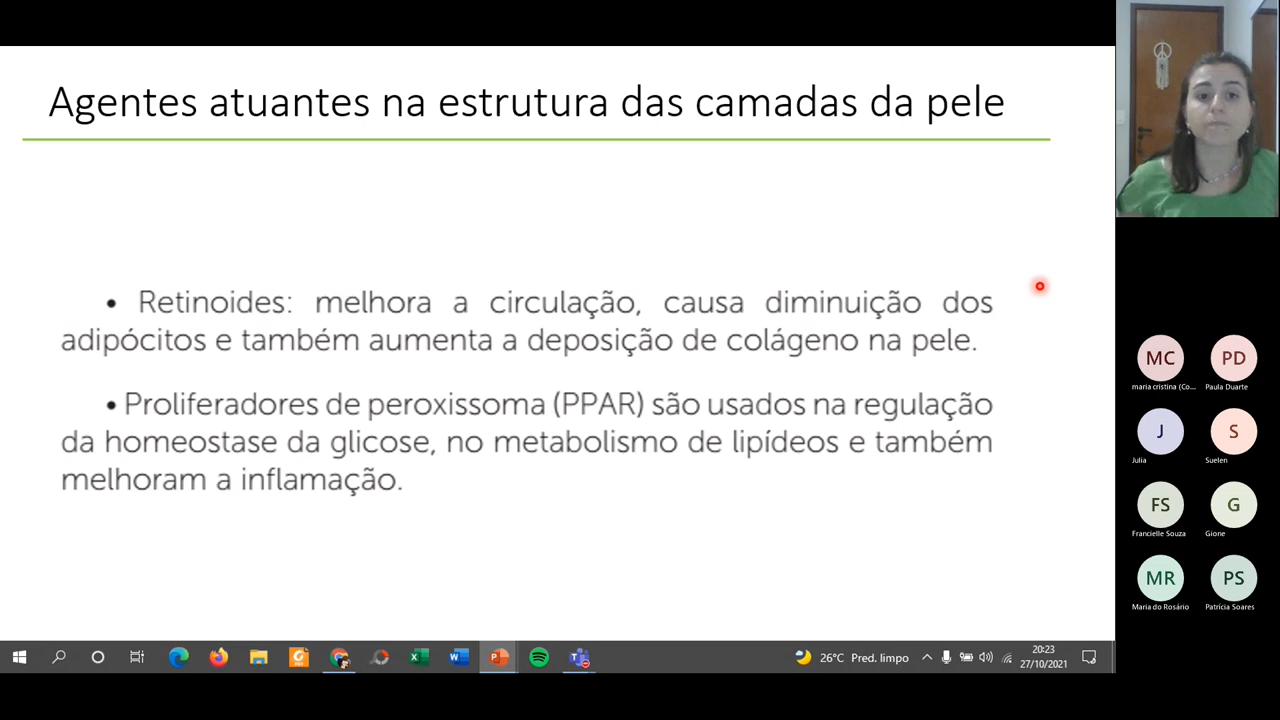 Agentes atuantes na estrutura das camadas da pele
• Retinoides: melhora a circulação, causa diminuição dos
adipócitos e também aumenta a deposição de colágeno na pele.
• Proliferadores de peroxissoma (PPAR) são usados na regulação
da homeostase da glicose, no metabolismo de lipídeos e também
melhoram a inflamação.
MC PD
maria cristina (Co... Paula Duarte
J S
Julia Suelen
FS G
Francielle Souza Gione
MR PS
Maria do Rosário Patrícia Soares
26°C Pred. limpo
20:23
27/10/2021